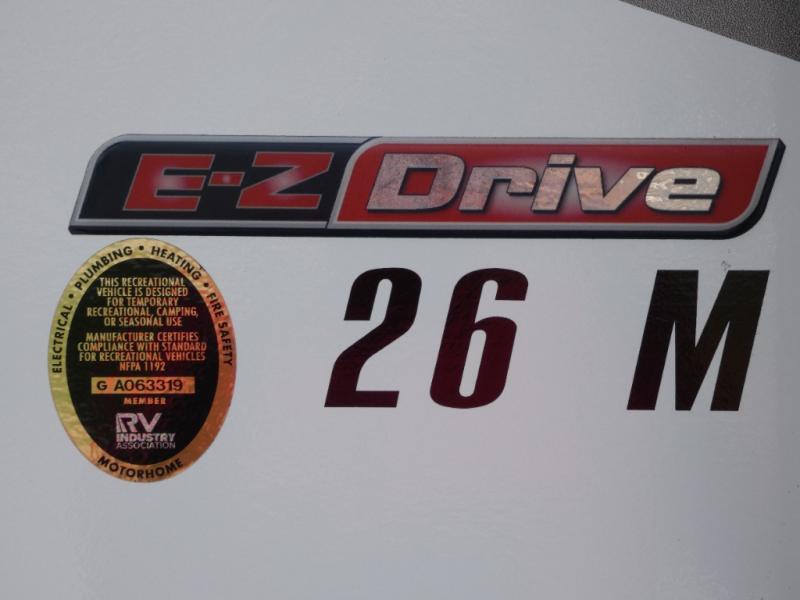 E-Z Drive
26 M
ELECTRICAL • PLUMBING • HEATING • FIRE SAFETY
THIS RECREATIONAL
VEHICLE IS DESIGNED
FOR TEMPORARY
RECREATIONAL, CAMPING,
OR SEASONAL USE
MANUFACTURER CERTIFIES
COMPLIANCE WITH STANDARD
FOR RECREATIONAL VEHICLES
NFPA 1192
G A063319
MEMBER
RV
INDUSTRY
ASSOCIATION
MOTORHOME